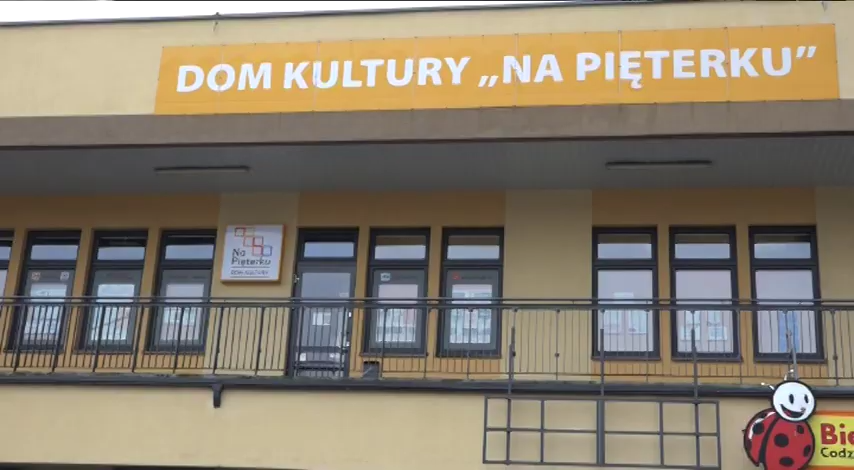 DOM KULTURY „NA PIĘTERKU”
Na
Pięterku
DOM KULTURY
Bie
Codz